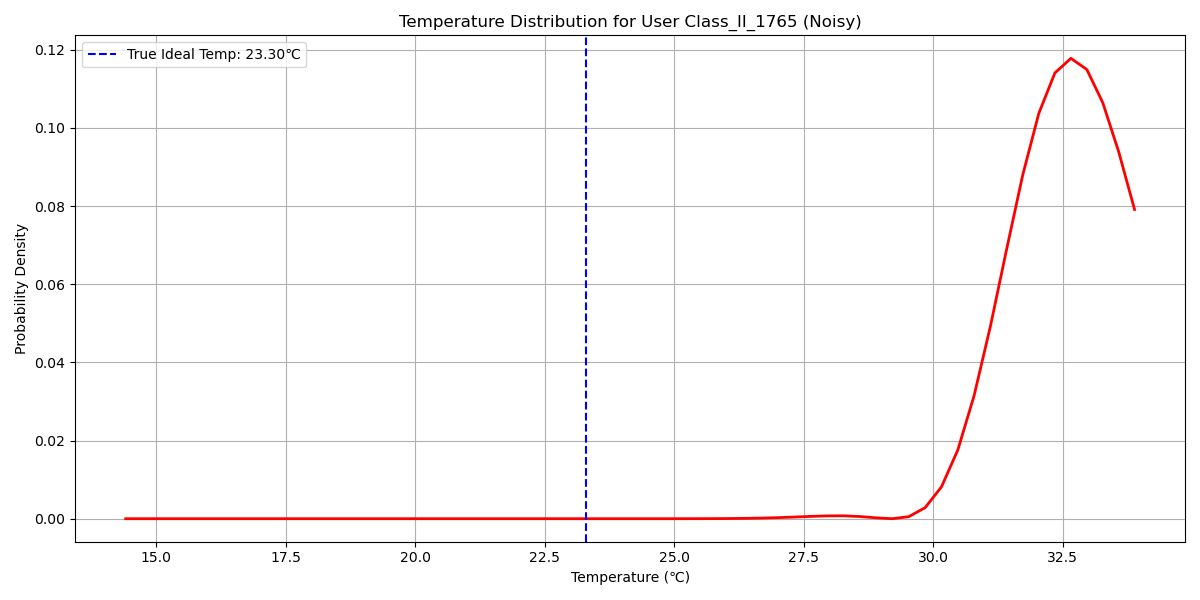 Temperature Distribution for User Class_II_1765 (Noisy)
True Ideal Temp: 23.30℃
Probability Density
0.12
0.10
0.08
0.06
0.04
0.02
0.00
15.0 17.5 20.0 22.5 25.0 27.5 30.0 32.5
Temperature (℃)